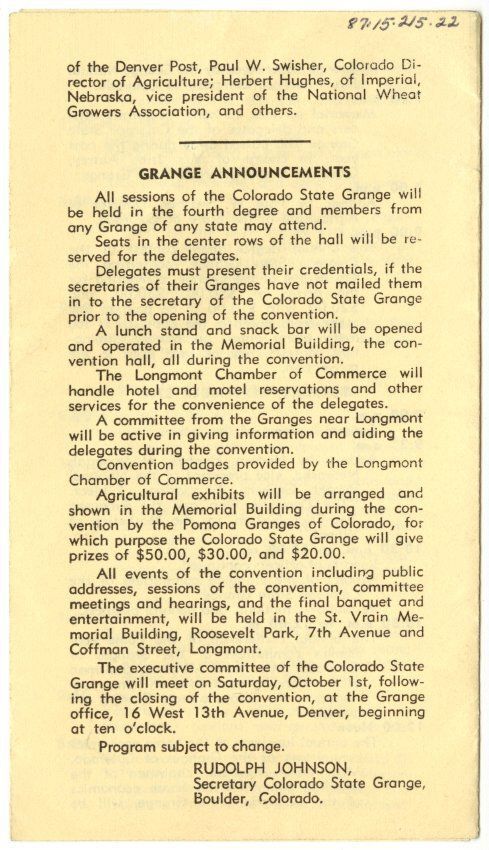 87.15.215.22
of the Denver Post, Paul W. Swisher, Colorado Di-
rector of Agriculture; Herbert Hughes, of Imperial,
Nebraska, vice president of the National Wheat
Growers Association, and others.
GRANGE ANNOUNCEMENTS
All sessions of the Colorado State Grange will
be held in the fourth degree and members from
any Grange of any state may attend.
Seats in the center rows of the hall will be re-
served for the delegates.
Delegates must present their credentials, if the
secretaries of their Granges have not mailed them
in to the secretary of the Colorado State Grange
prior to the opening of the convention.
A lunch stand and snack bar will be opened
and operated in the Memorial Building, the con-
vention hall, all during the convention.
The Longmont Chamber of Commerce will
handle hotel and motel reservations and other
services for the convenience of the delegates.
A committee from the Granges near Longmont
will be active in giving information and aiding the
delegates during the convention.
Convention badges provided by the Longmont
Chamber of Commerce.
Agricultural exhibits will be arranged and
shown in the Memorial Building during the con-
vention by the Pomona Granges of Colorado, for
which purpose the Colorado State Grange will give
prizes of $50.00, $30.00, and $20.00.
All events of the convention including public
addresses, sessions of the convention, committee
meetings and hearings, and the final banquet and
entertainment, will be held in the St. Vrain Me-
morial Building, Roosevelt Park, 7th Avenue and
Coffman Street, Longmont.
The executive committee of the Colorado State
Grange will meet on Saturday, October 1st, follow-
ing the closing of the convention, at the Grange
office, 16 West 13th Avenue, Denver, beginning
at ten o'clock.
Program subject to change.
RUDOLPH JOHNSON,
Secretary Colorado State Grange,
Boulder, Colorado.